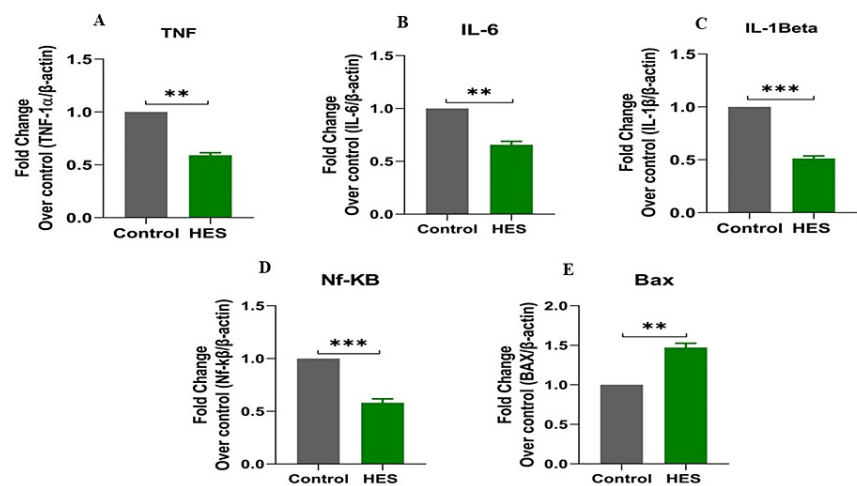 A
TNF
Fold Change
Over control (TNF-1α/β-actin)
1.5
1.0
0.5
0.0
**
Control HES
B
IL-6
Fold Change
Over control (IL-6/β-actin)
1.5
1.0
0.5
0.0
**
Control HES
C
IL-1Beta
Fold Change
Over control (IL-1β/β-actin)
1.5
1.0
0.5
0.0
***
Control HES
D
Nf-KB
Fold Change
Over control (Nf-kβ/β-actin)
1.5
1.0
0.5
0.0
***
Control HES
E
Bax
Fold Change
Over control (BAX/β-actin)
2.0
1.5
1.0
0.5
0.0
**
Control HES